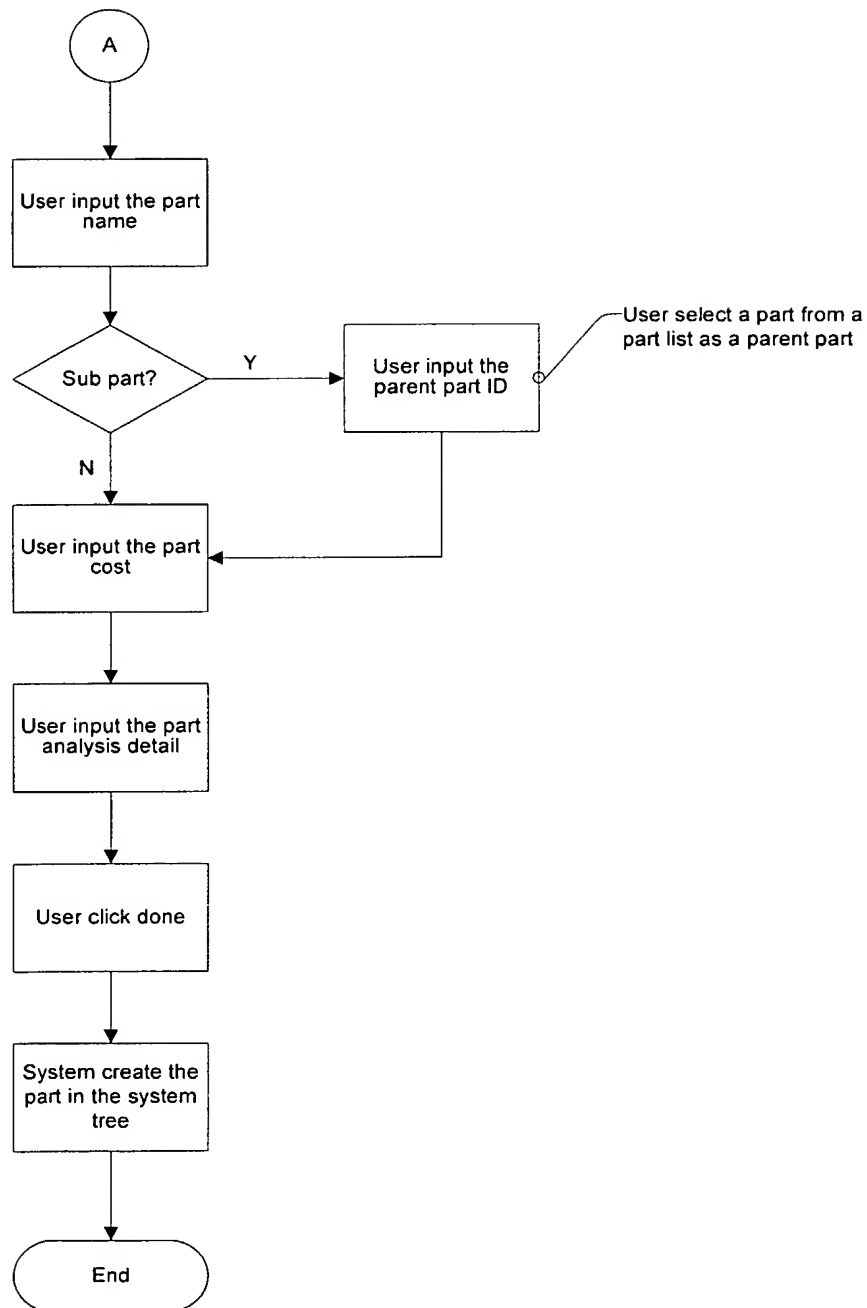 A
User input the part
name
Sub part?
Y
User input the
parent part ID
User select a part from a
part list as a parent part
N
User input the part
cost
User input the part
analysis detail
User click done
System create the
part in the system
tree
End